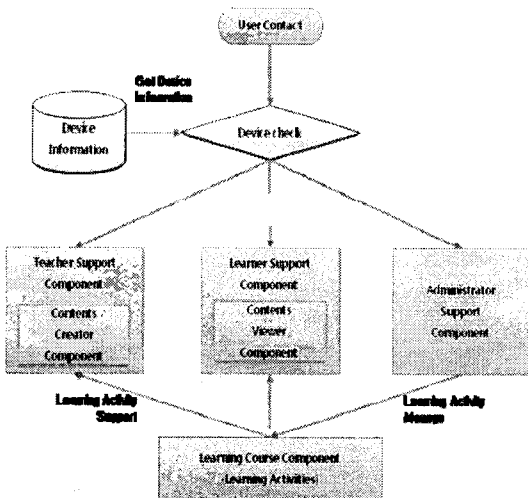 User Contact
Get Device
Information
Device
Information
Device check
Teacher Support
Component
Contents
Creator
Component
Learner Support
Component
Contents
Viewer
Component
Administrator
Support
Component
Learning Activity
Support
Learning Activity
Manage
Learning Course Component
(Learning Activities)